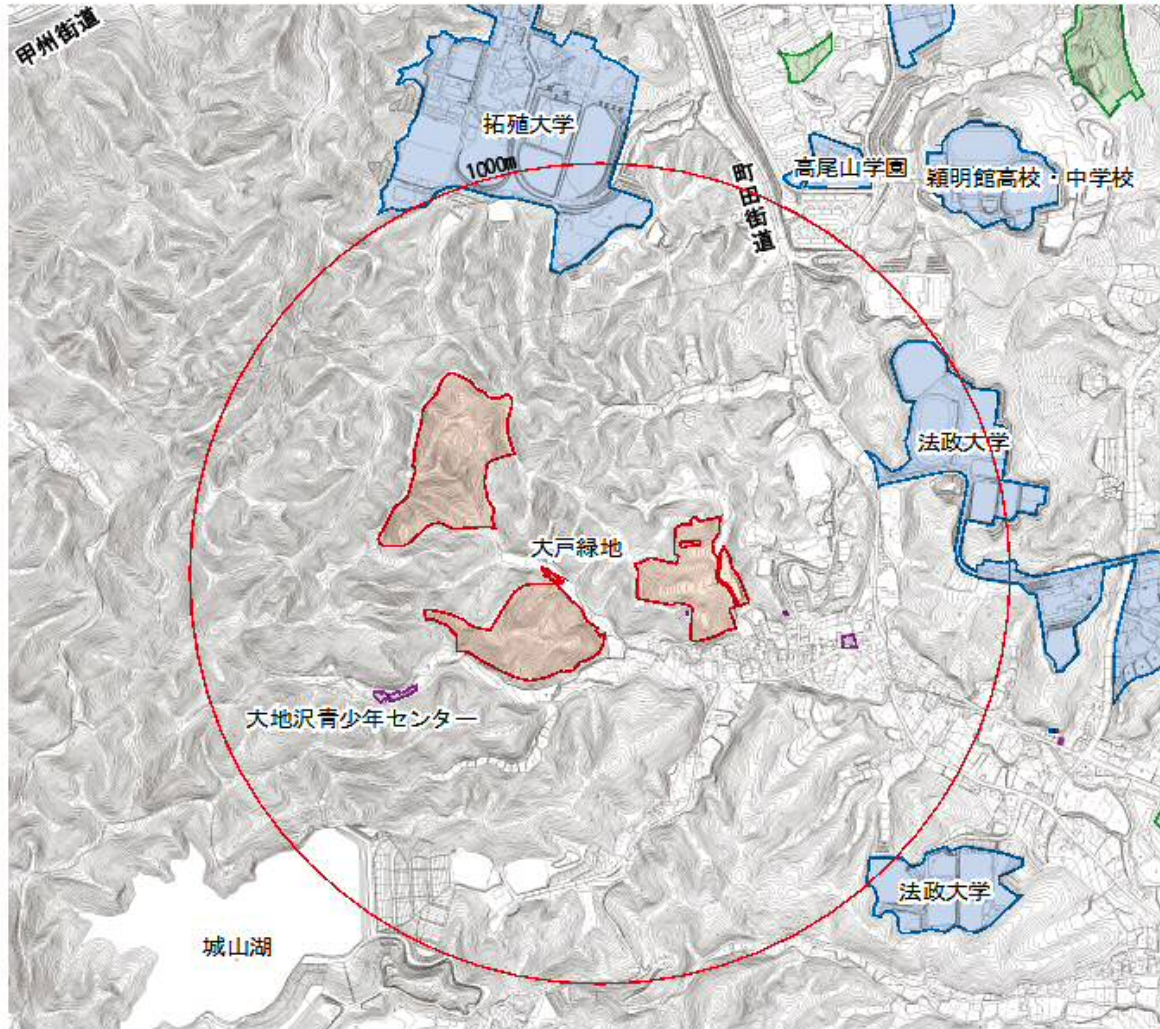 甲州街道
拓殖大学
1000m
町田街道
高尾山学園
穎明館高校・中学校
法政大学
大戸緑地
大地沢青少年センター
法政大学
城山湖